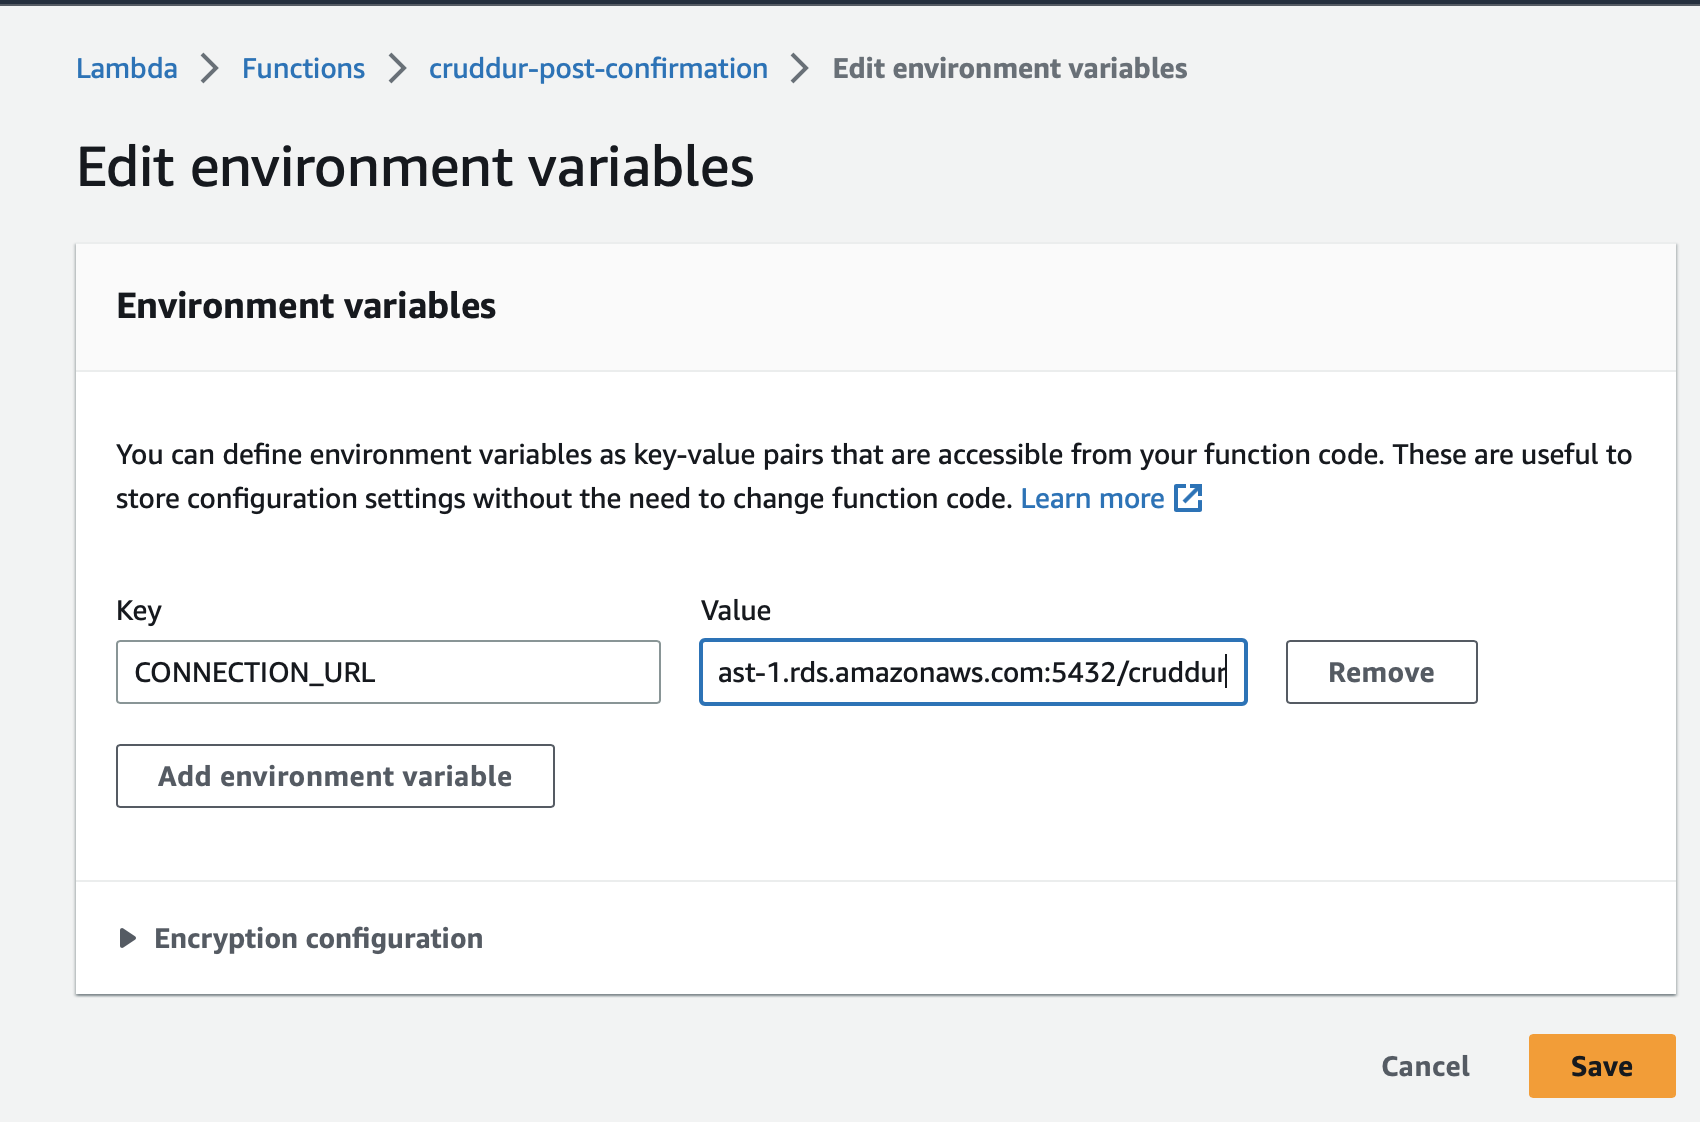 Lambda > Functions > cruddur-post-confirmation > Edit environment variables
Edit environment variables
Environment variables
You can define environment variables as key-value pairs that are accessible from your function code. These are useful to
store configuration settings without the need to change function code. Learn more
Key Value
CONNECTION_URL ast-1.rds.amazonaws.com:5432/cruddur Remove
Add environment variable
Encryption configuration
Cancel Save